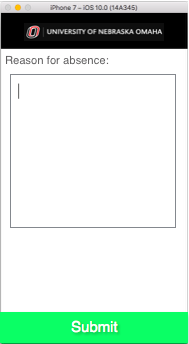 iPhone 7 – iOS 10.0 (14A345)
UNIVERSITY OF NEBRASKA OMAHA
Reason for absence:
Submit